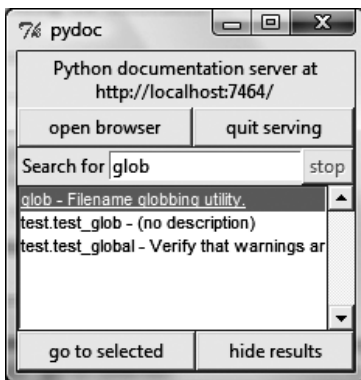 pydoc
Python documentation server at
http://localhost:7464/
open browser quit serving
Search for glob stop
glob - Filename globbing utility.
test.test_glob - (no description)
test.test_global - Verify that warnings ar
go to selected hide results